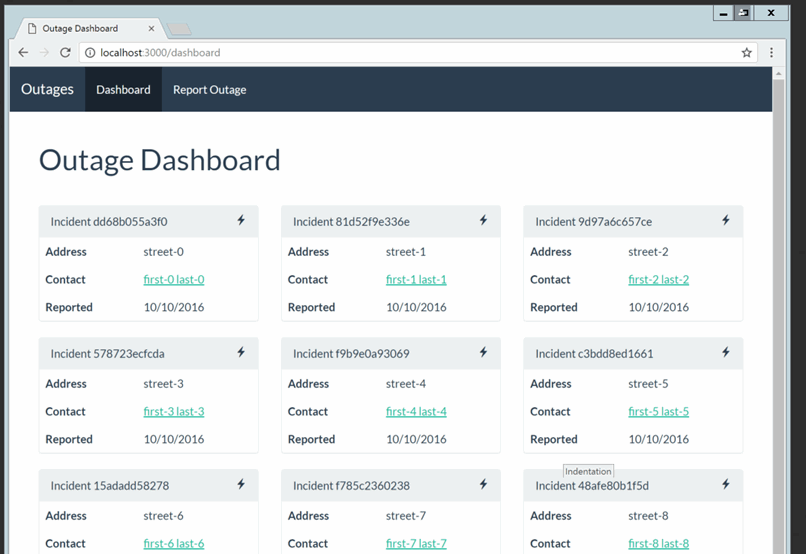 Outage Dashboard
localhost:3000/dashboard
Outages Dashboard Report Outage
Outage Dashboard
Incident dd68b055a3f0
Address street-0
Contact first-0 last-0
Reported 10/10/2016
Incident 81d52f9e336e
Address street-1
Contact first-1 last-1
Reported 10/10/2016
Incident 9d97a6c657ce
Address street-2
Contact first-2 last-2
Reported 10/10/2016
Incident 578723ecfcda
Address street-3
Contact first-3 last-3
Reported 10/10/2016
Incident f9b9e0a93069
Address street-4
Contact first-4 last-4
Reported 10/10/2016
Incident c3bdd8ed1661
Address street-5
Contact first-5 last-5
Reported 10/10/2016
Indentation
Incident 15adadd58278
Address street-6
Contact first-6 last-6
Incident f785c2360238
Address street-7
Contact first-7 last-7
Incident 48afe80b1f5d
Address street-8
Contact first-8 last-8